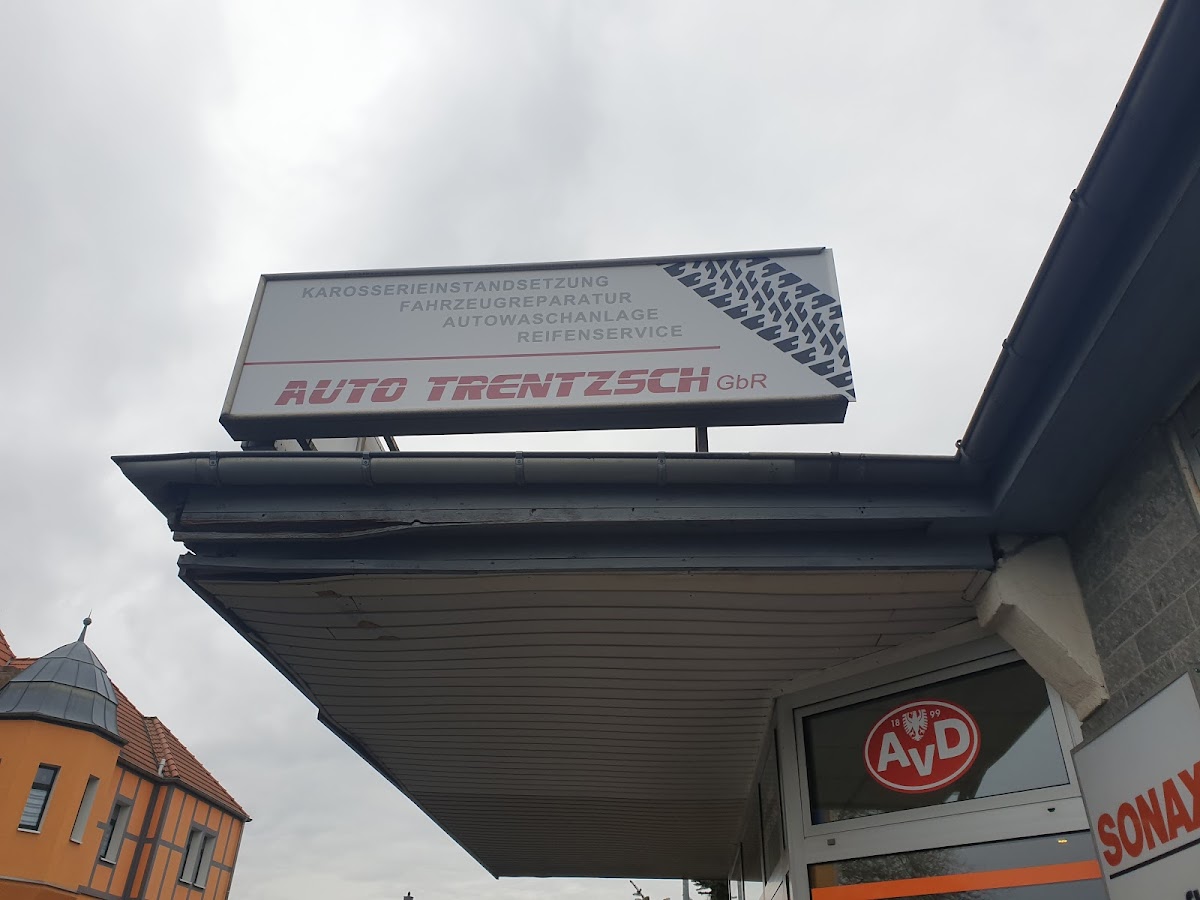 KAROSSERIEINSTANDSETZUNG
FAHRZEUGREPARATUR
AUTOWASCHANLAGE
REIFENSERVICE
AUTO TRENTZSCH GbR
18 99
AvD
SONAX